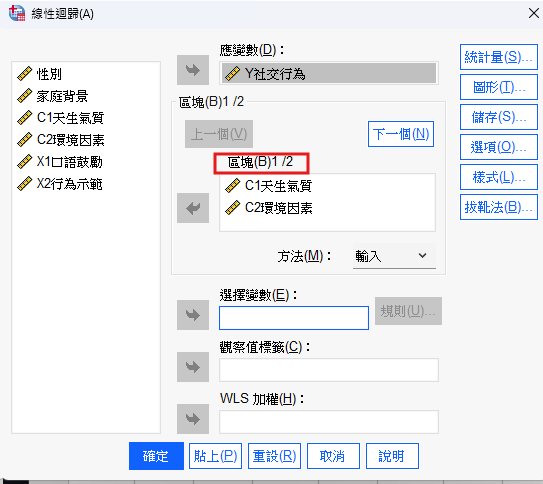 線性迴歸(A)
性別
家庭背景
C1天生氣質
C2環境因素
X1口語鼓勵
X2行為示範
應變數(D)：
Y社交行為
區塊(B)1 /2
上一個(V)
下一個(N)
區塊(B)1 /2
C1天生氣質
C2環境因素
方法(M)：
輸入
選擇變數(E)：
規則(U)...
觀察值標籤(C)：
WLS 加權(H)：
統計量(S)...
圖形(T)...
儲存(S)...
選項(O)...
樣式(L)...
拔靴法(B)...
確定
貼上(P)
重設(R)
取消
說明